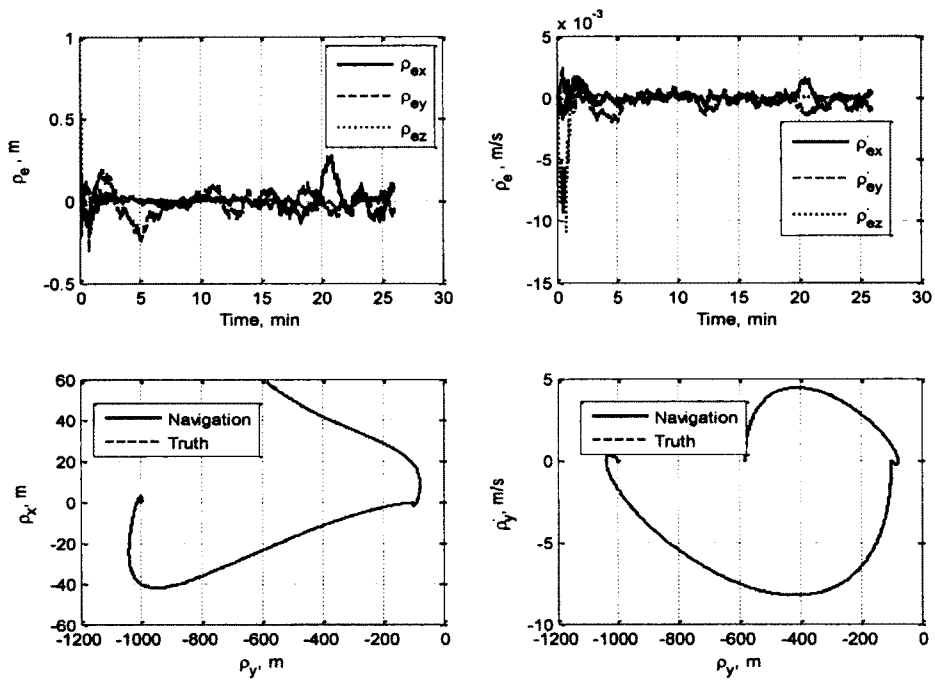 1
0.5
0
-0.5
ρe , m
ρex
ρey
ρez
0 5 10 15 20 25 30
Time, min
x 10⁻³
5
0
-5
-10
-15
ρ̇e , m/s
ρ̇ex
ρ̇ey
ρ̇ez
0 5 10 15 20 25 30
Time, min
60
40
20
0
-20
-40
-60
ρx, m
Navigation
Truth
-1200 -1000 -800 -600 -400 -200 0
ρy, m
5
0
-5
-10
ρ̇y, m/s
Navigation
Truth
-1200 -1000 -800 -600 -400 -200 0
ρy, m